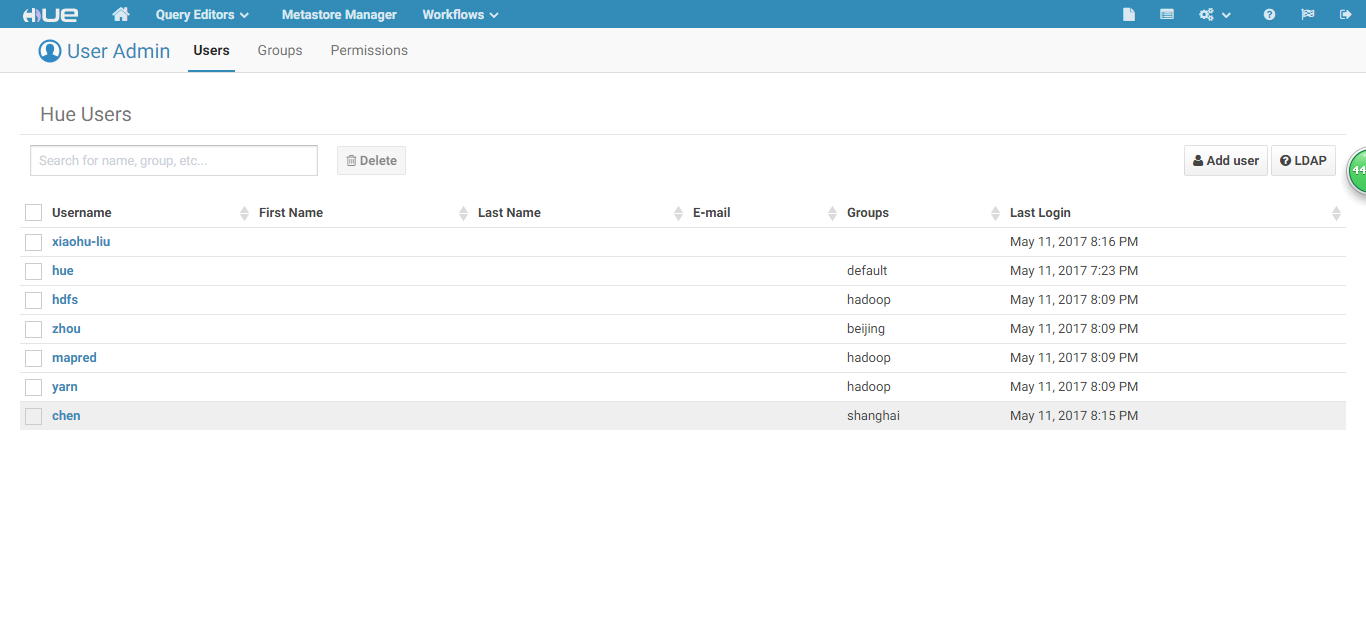 HUE Query Editors Metastore Manager Workflows
User Admin Users Groups Permissions
Hue Users
Search for name, group, etc... Delete Add user LDAP
44
Username First Name Last Name E-mail Groups Last Login
xiaohu-liu May 11, 2017 8:16 PM
hue default May 11, 2017 7:23 PM
hdfs hadoop May 11, 2017 8:09 PM
zhou beijing May 11, 2017 8:09 PM
mapred hadoop May 11, 2017 8:09 PM
yarn hadoop May 11, 2017 8:09 PM
chen shanghai May 11, 2017 8:15 PM